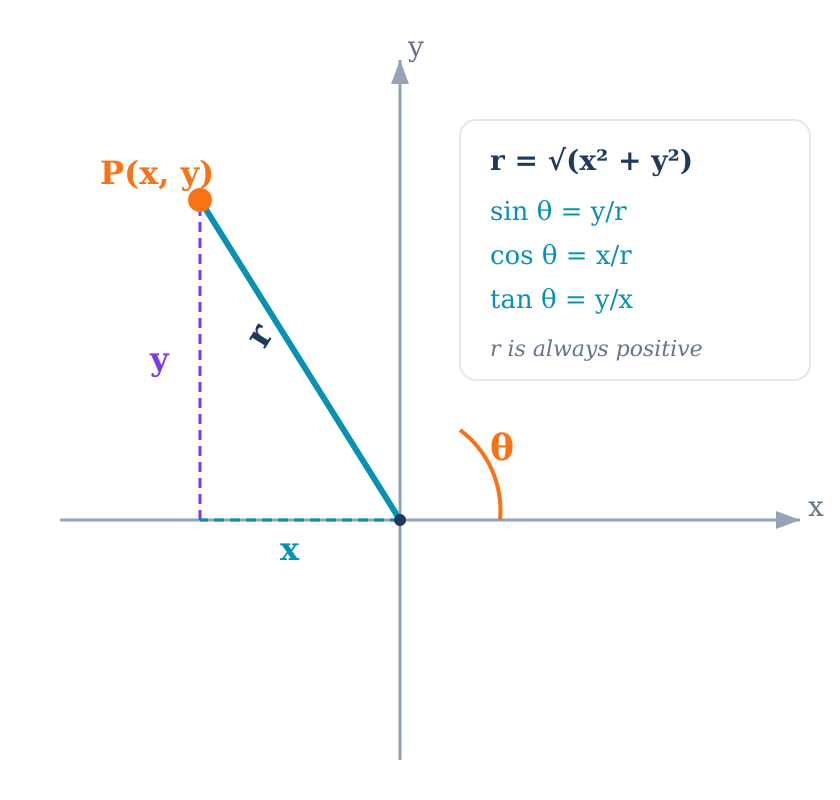 y
P(x, y)
r = √(x² + y²)
sin θ = y/r
cos θ = x/r
tan θ = y/x
r is always positive
r
y
θ
x
x